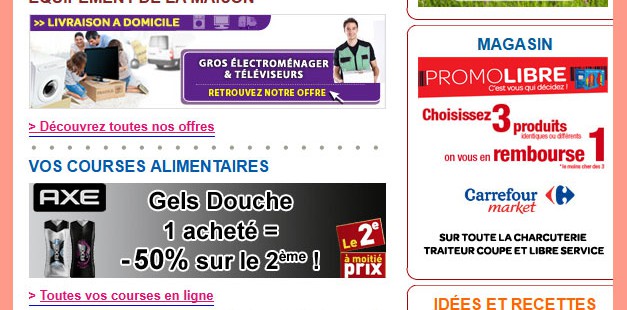 EQUIPEMENT DE LA MAISON
>> LIVRAISON A DOMICILE
GROS ÉLECTROMÉNAGER
& TÉLÉVISEURS
RETROUVEZ NOTRE OFFRE
> Découvrez toutes nos offres
VOS COURSES ALIMENTAIRES
AXE
Gels Douche
1 acheté =
-50% sur le 2ème !
Le 2e
à moitié
prix
> Toutes vos courses en ligne
MAGASIN
PROMOLIBRE
C'est vous qui décidez !
Choisissez 3 produits
identiques ou différents
on vous en rembourse 1*
*le moins cher des 3
Carrefour
market
SUR TOUTE LA CHARCUTERIE
TRAITEUR COUPE ET LIBRE SERVICE
IDÉES ET RECETTES